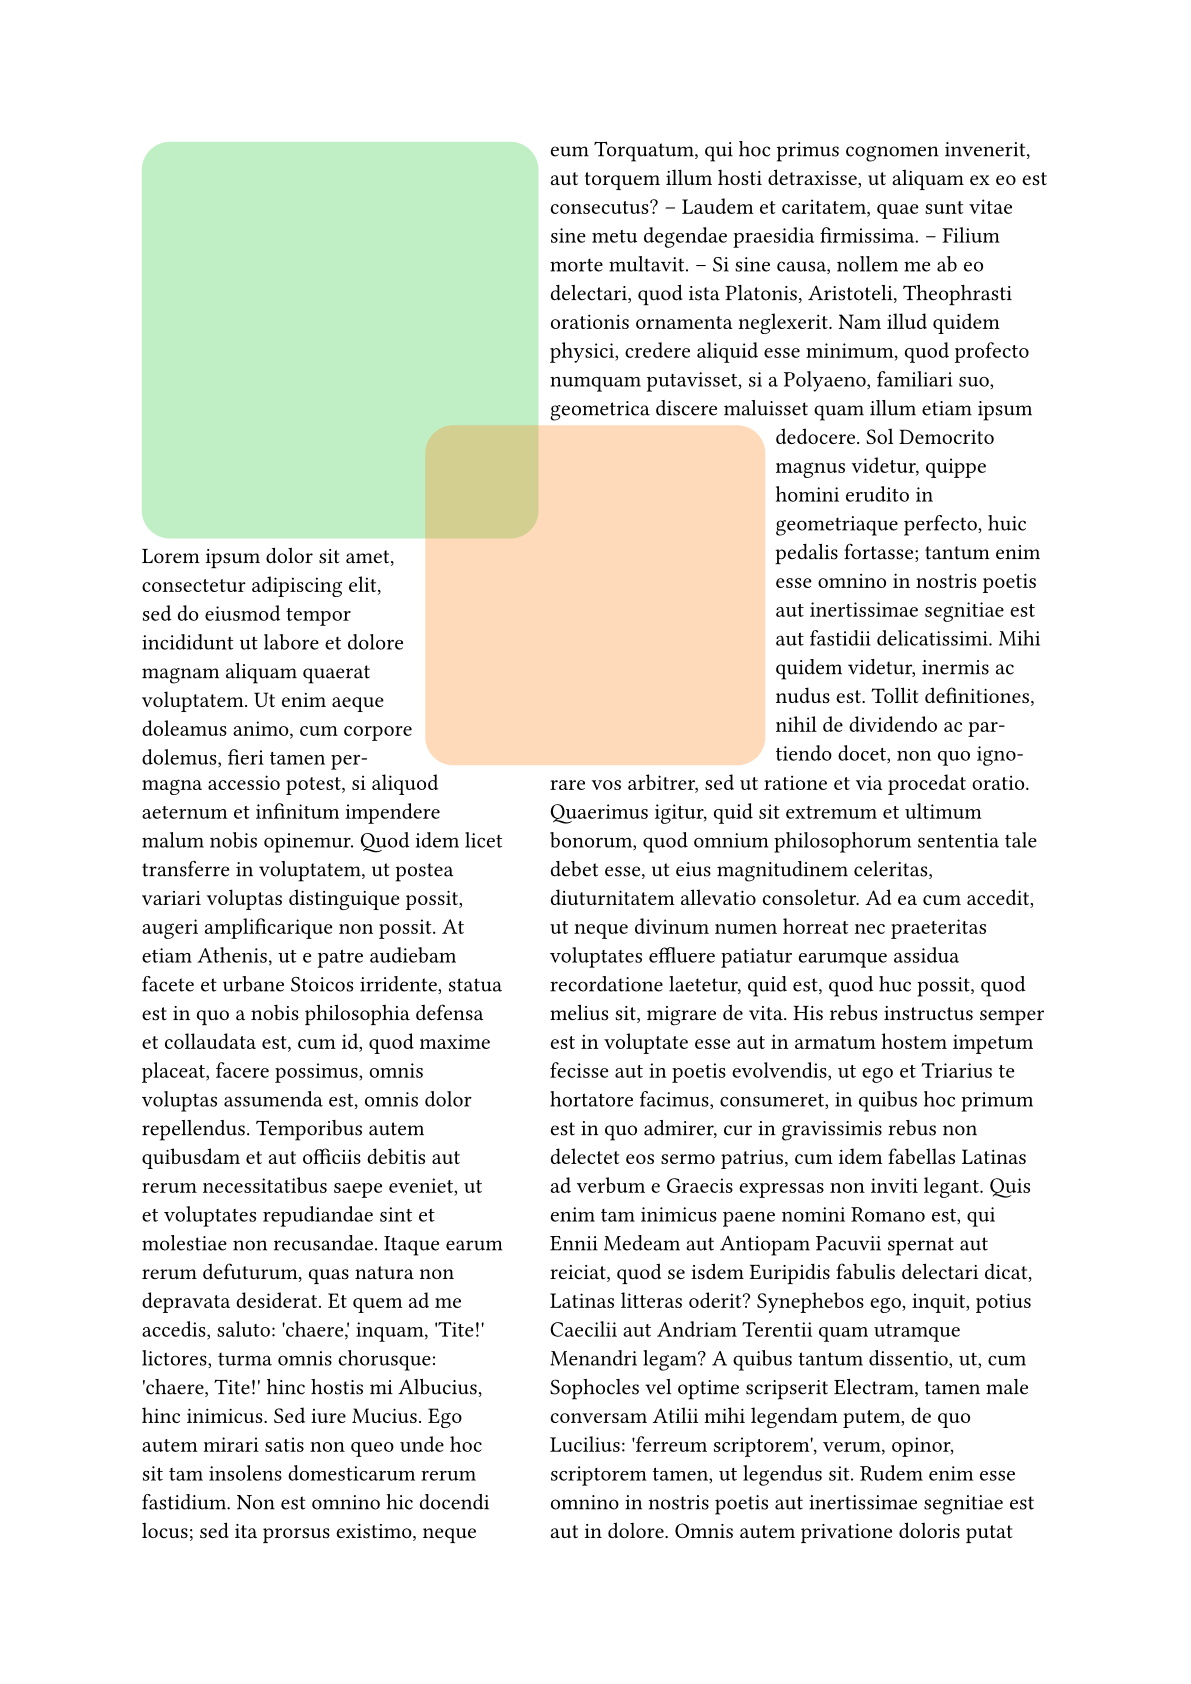 Lorem ipsum dolor sit amet,
consectetur adipiscing elit,
sed do eiusmod tempor
incididunt ut labore et dolore
magnam aliquam quaerat
voluptatem. Ut enim aeque
doleamus animo, cum corpore
dolemus, fieri tamen per-
magna accessio potest, si aliquod
aeternum et infinitum impendere
malum nobis opinemur. Quod idem licet
transferre in voluptatem, ut postea
variari voluptas distinguique possit,
augeri amplificarique non possit. At
etiam Athenis, ut e patre audiebam
facete et urbane Stoicos irridente, statua
est in quo a nobis philosophia defensa
et collaudata est, cum id, quod maxime
placeat, facere possimus, omnis
voluptas assumenda est, omnis dolor
repellendus. Temporibus autem
quibusdam et aut officiis debitis aut
rerum necessitatibus saepe eveniet, ut
et voluptates repudiandae sint et
molestiae non recusandae. Itaque earum
rerum defuturum, quas natura non
depravata desiderat. Et quem ad me
accedis, saluto: 'chaere,' inquam, 'Tite!'
lictores, turma omnis chorusque:
'chaere, Tite!' hinc hostis mi Albucius,
hinc inimicus. Sed iure Mucius. Ego
autem mirari satis non queo unde hoc
sit tam insolens domesticarum rerum
fastidium. Non est omnino hic docendi
locus; sed ita prorsus existimo, neque
eum Torquatum, qui hoc primus cognomen invenerit,
aut torquem illum hosti detraxisse, ut aliquam ex eo est
consecutus? – Laudem et caritatem, quae sunt vitae
sine metu degendae praesidia firmissima. – Filium
morte multavit. – Si sine causa, nollem me ab eo
delectari, quod ista Platonis, Aristoteli, Theophrasti
orationis ornamenta neglexerit. Nam illud quidem
physici, credere aliquid esse minimum, quod profecto
numquam putavisset, si a Polyaeno, familiari suo,
geometrica discere maluisset quam illum etiam ipsum
dedocere. Sol Democrito
magnus videtur, quippe
homini erudito in
geometriaque perfecto, huic
pedalis fortasse; tantum enim
esse omnino in nostris poetis
aut inertissimae segnitiae est
aut fastidii delicatissimi. Mihi
quidem videtur, inermis ac
nudus est. Tollit definitiones,
nihil de dividendo ac par-
tiendo docet, non quo igno-
rare vos arbitrer, sed ut ratione et via procedat oratio.
Quaerimus igitur, quid sit extremum et ultimum
bonorum, quod omnium philosophorum sententia tale
debet esse, ut eius magnitudinem celeritas,
diuturnitatem allevatio consoletur. Ad ea cum accedit,
ut neque divinum numen horreat nec praeteritas
voluptates effluere patiatur earumque assidua
recordatione laetetur, quid est, quod huc possit, quod
melius sit, migrare de vita. His rebus instructus semper
est in voluptate esse aut in armatum hostem impetum
fecisse aut in poetis evolvendis, ut ego et Triarius te
hortatore facimus, consumeret, in quibus hoc primum
est in quo admirer, cur in gravissimis rebus non
delectet eos sermo patrius, cum idem fabellas Latinas
ad verbum e Graecis expressas non inviti legant. Quis
enim tam inimicus paene nomini Romano est, qui
Ennii Medeam aut Antiopam Pacuvii spernat aut
reiciat, quod se isdem Euripidis fabulis delectari dicat,
Latinas litteras oderit? Synephebos ego, inquit, potius
Caecilii aut Andriam Terentii quam utramque
Menandri legam? A quibus tantum dissentio, ut, cum
Sophocles vel optime scripserit Electram, tamen male
conversam Atilii mihi legendam putem, de quo
Lucilius: 'ferreum scriptorem', verum, opinor,
scriptorem tamen, ut legendus sit. Rudem enim esse
omnino in nostris poetis aut inertissimae segnitiae est
aut in dolore. Omnis autem privatione doloris putat